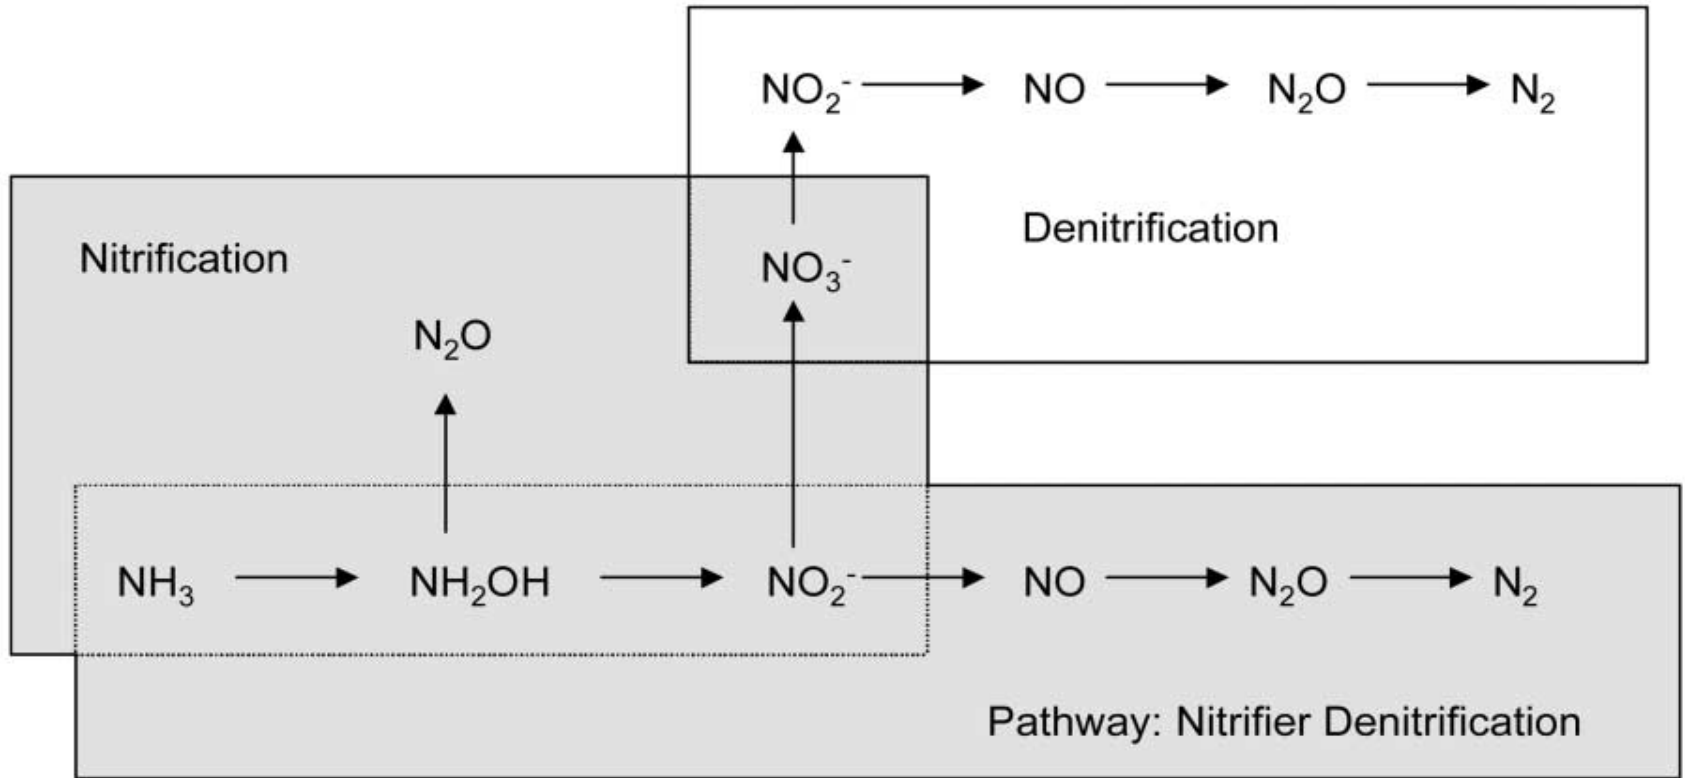 NO₂⁻ NO N₂O N₂
Denitrification
Nitrification
NO₃⁻
N₂O
NH₃ NH₂OH NO₂⁻ NO N₂O N₂
Pathway: Nitrifier Denitrification